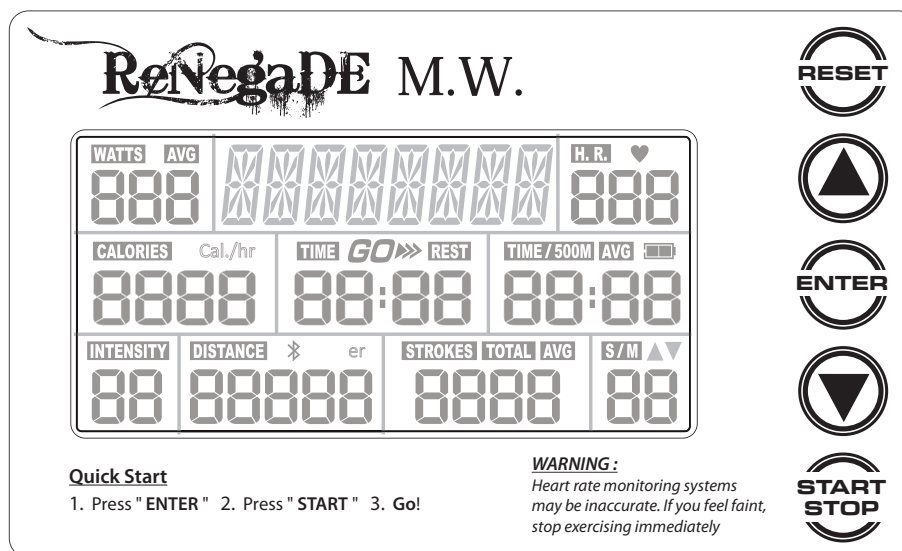 ReNegaDE M.W.
RESET
WATTS AVG
H. R.
888
888
CALORIES Cal./hr
TIME GO REST
TIME / 500M AVG
ENTER
8888
88:88
88:88
INTENSITY
DISTANCE er
STROKES TOTAL AVG
S / M
88
88888
8888
88
Quick Start
1. Press " ENTER " 2. Press " START " 3. Go!
WARNING :
Heart rate monitoring systems
may be inaccurate. If you feel faint,
stop exercising immediately
START
STOP